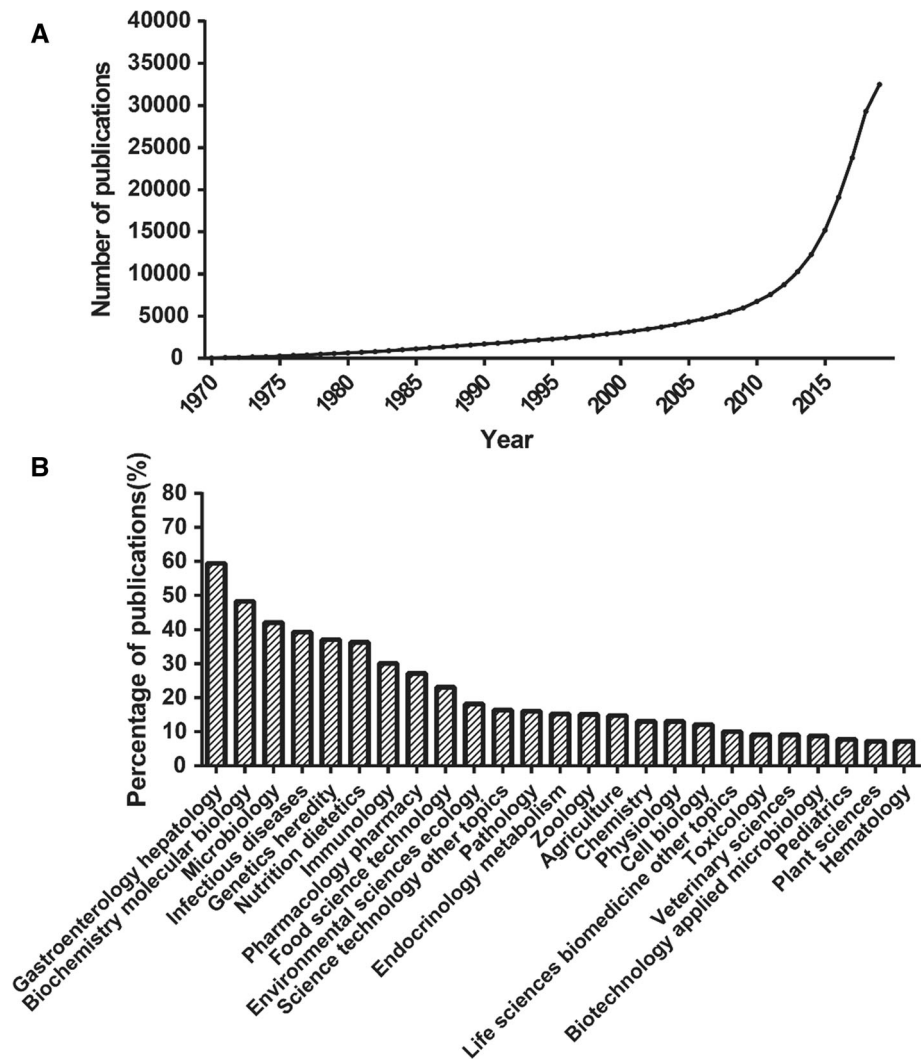 A
Number of publications
40000
35000
30000
25000
20000
15000
10000
5000
0
1970
1975
1980
1985
1990
1995
2000
2005
2010
2015
Year
B
Percentage of publications(%)
80
70
60
50
40
30
20
10
0
Gastroenterology hepatology
Biochemistry molecular biology
Microbiology
Infectious diseases
Genetics heredity
Nutrition dietetics
Immunology
Pharmacology pharmacy
Food science technology
Environmental sciences ecology
Science technology other topics
Pathology
Endocrinology metabolism
Zoology
Agriculture
Chemistry
Physiology
Cell biology
Life sciences biomedicine other topics
Toxicology
Veterinary sciences
Biotechnology applied microbiology
Pediatrics
Plant sciences
Hematology